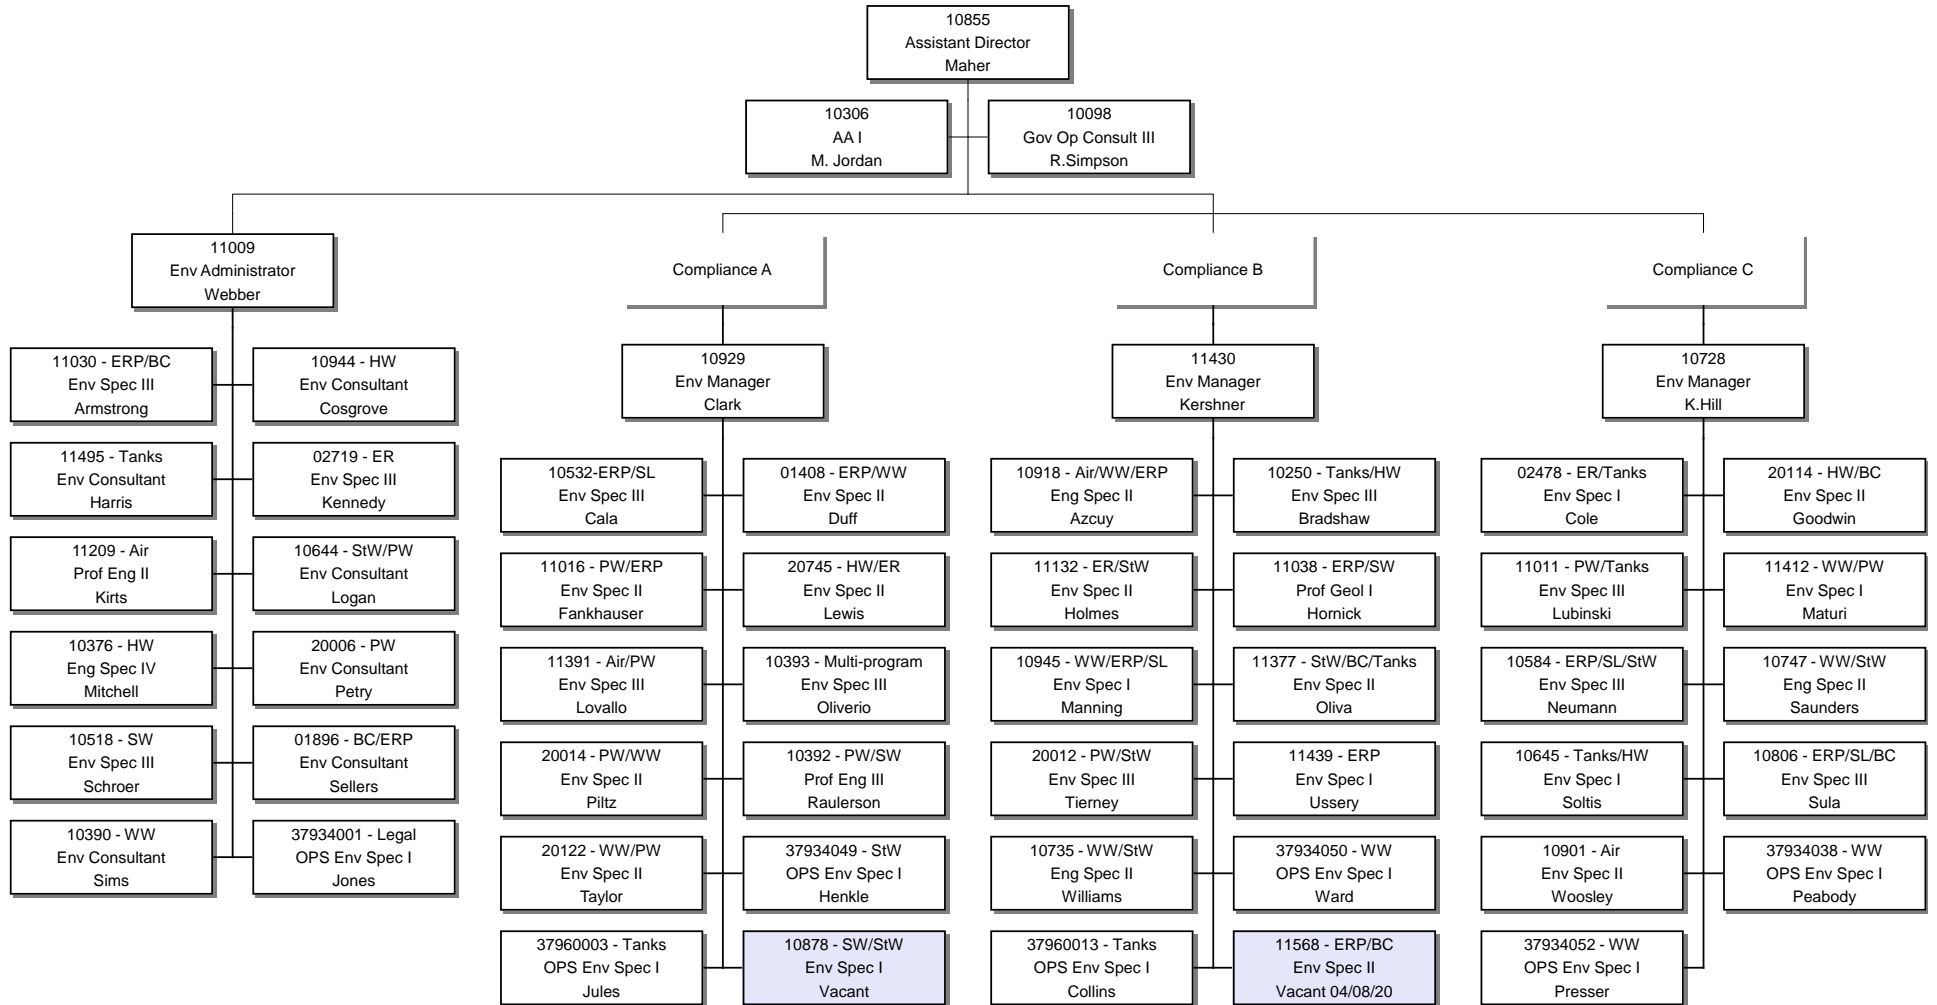 10855
Assistant Director
Maher
10306
AA I
M. Jordan
10098
Gov Op Consult III
R.Simpson
11009
Env Administrator
Webber
11030 - ERP/BC
Env Spec III
Armstrong
10944 - HW
Env Consultant
Cosgrove
11495 - Tanks
Env Consultant
Harris
02719 - ER
Env Spec III
Kennedy
11209 - Air
Prof Eng II
Kirts
10644 - StW/PW
Env Consultant
Logan
10376 - HW
Eng Spec IV
Mitchell
20006 - PW
Env Consultant
Petry
10518 - SW
Env Spec III
Schroer
01896 - BC/ERP
Env Consultant
Sellers
10390 - WW
Env Consultant
Sims
37934001 - Legal
OPS Env Spec I
Jones
Compliance A
10929
Env Manager
Clark
10532-ERP/SL
Env Spec III
Cala
01408 - ERP/WW
Env Spec II
Duff
11016 - PW/ERP
Env Spec II
Fankhauser
20745 - HW/ER
Env Spec II
Lewis
11391 - Air/PW
Env Spec III
Lovallo
10393 - Multi-program
Env Spec III
Oliverio
20014 - PW/WW
Env Spec II
Piltz
10392 - PW/SW
Prof Eng III
Raulerson
20122 - WW/PW
Env Spec II
Taylor
37934049 - StW
OPS Env Spec I
Henkle
37960003 - Tanks
OPS Env Spec I
Jules
10878 - SW/StW
Env Spec I
Vacant
Compliance B
11430
Env Manager
Kershner
10918 - Air/WW/ERP
Eng Spec II
Azcuy
10250 - Tanks/HW
Env Spec III
Bradshaw
11132 - ER/StW
Env Spec II
Holmes
11038 - ERP/SW
Prof Geol I
Hornick
10945 - WW/ERP/SL
Env Spec I
Manning
11377 - StW/BC/Tanks
Env Spec II
Oliva
20012 - PW/StW
Env Spec III
Tierney
11439 - ERP
Env Spec I
Ussery
10735 - WW/StW
Eng Spec II
Williams
37934050 - WW
OPS Env Spec I
Ward
37960013 - Tanks
OPS Env Spec I
Collins
11568 - ERP/BC
Env Spec II
Vacant 04/08/20
Compliance C
10728
Env Manager
K.Hill
02478 - ER/Tanks
Env Spec I
Cole
20114 - HW/BC
Env Spec II
Goodwin
11011 - PW/Tanks
Env Spec III
Lubinski
11412 - WW/PW
Env Spec I
Maturi
10584 - ERP/SL/StW
Env Spec III
Neumann
10747 - WW/StW
Eng Spec II
Saunders
10645 - Tanks/HW
Env Spec I
Soltis
10806 - ERP/SL/BC
Env Spec III
Sula
10901 - Air
Env Spec II
Woosley
37934038 - WW
OPS Env Spec I
Peabody
37934052 - WW
OPS Env Spec I
Presser